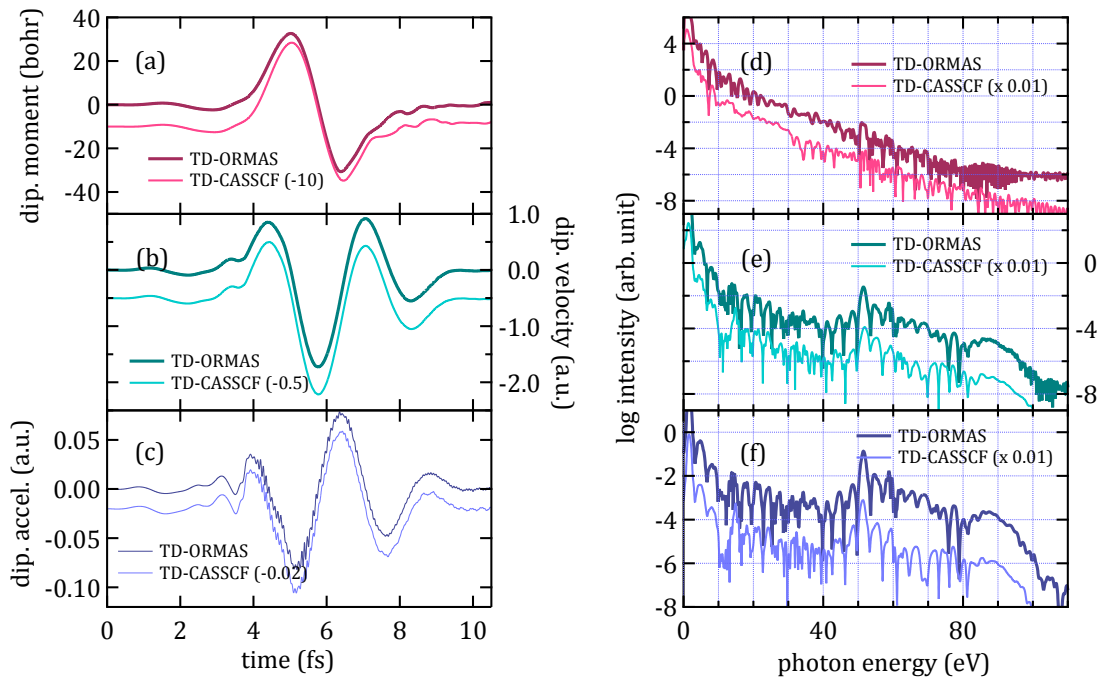 40
20
0
-20
-40
dip. moment (bohr)
(a)
TD-ORMAS
TD-CASSCF (-10)
1.0
0.0
-1.0
-2.0
dip. velocity (a.u.)
(b)
TD-ORMAS
TD-CASSCF (-0.5)
0.05
0.00
-0.05
-0.10
dip. accel. (a.u.)
(c)
TD-ORMAS
TD-CASSCF (-0.02)
0 2 4 6 8 10
time (fs)
4
0
-4
-8
(d)
TD-ORMAS
TD-CASSCF (x 0.01)
0
-4
-8
(e)
TD-ORMAS
TD-CASSCF (x 0.01)
log intensity (arb. unit)
0
-2
-4
-6
-8
(f)
TD-ORMAS
TD-CASSCF (x 0.01)
0 40 80
photon energy (eV)